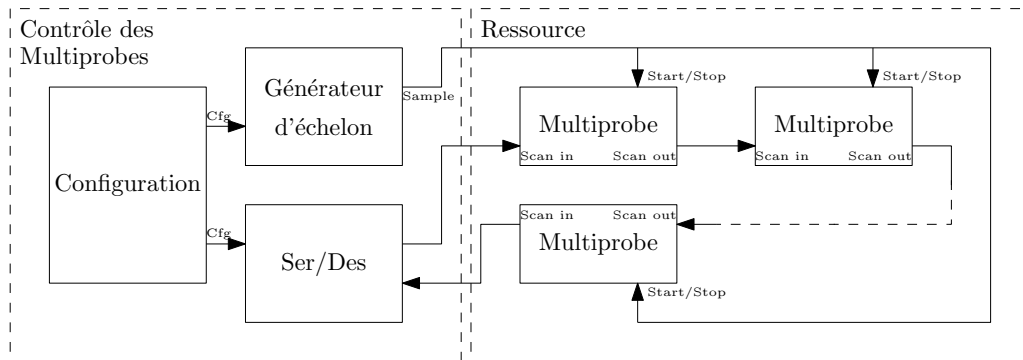 Contrôle des
Multiprobes
Ressource
Générateur
d'échelon
Sample
Cfg
Configuration
Cfg
Ser/Des
Start/Stop
Multiprobe
Scan in
Scan out
Start/Stop
Multiprobe
Scan in
Scan out
Scan in
Scan out
Multiprobe
Start/Stop